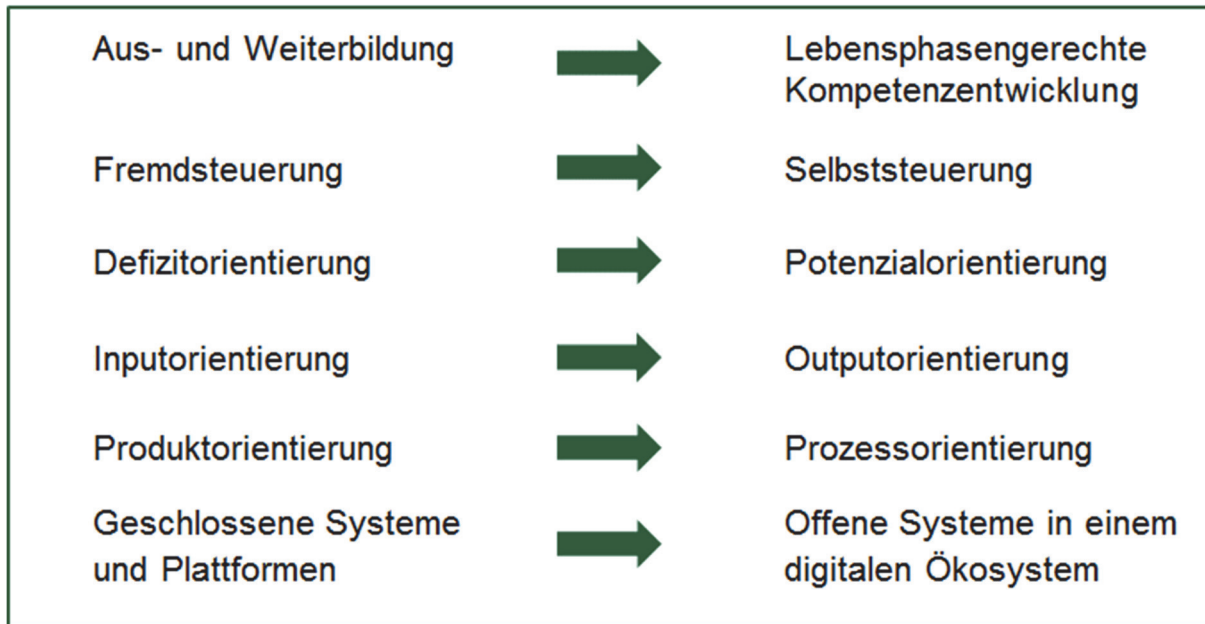 Aus- und Weiterbildung
Lebensphasengerechte
Kompetenzentwicklung
Fremdsteuerung
Selbststeuerung
Defizitorientierung
Potenzialorientierung
Inputorientierung
Outputorientierung
Produktorientierung
Prozessorientierung
Geschlossene Systeme
und Plattformen
Offene Systeme in einem
digitalen Ökosystem